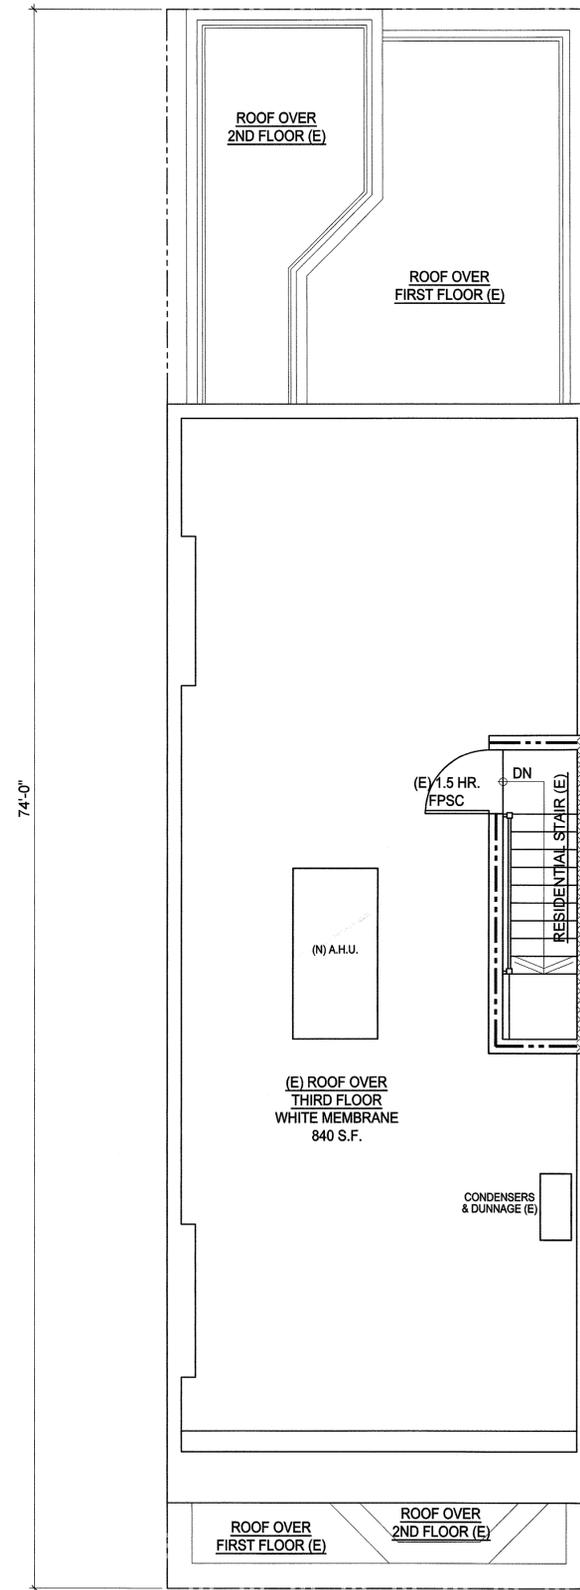 ROOF OVER
2ND FLOOR (E)
ROOF OVER
FIRST FLOOR (E)
74'-0"
(E) 1.5 HR.
FPSC
DN
RESIDENTIAL STAIR (E)
(N) A.H.U.
(E) ROOF OVER
THIRD FLOOR
WHITE MEMBRANE
840 S.F.
CONDENSERS
& DUNNAGE (E)
ROOF OVER
FIRST FLOOR (E)
ROOF OVER
2ND FLOOR (E)